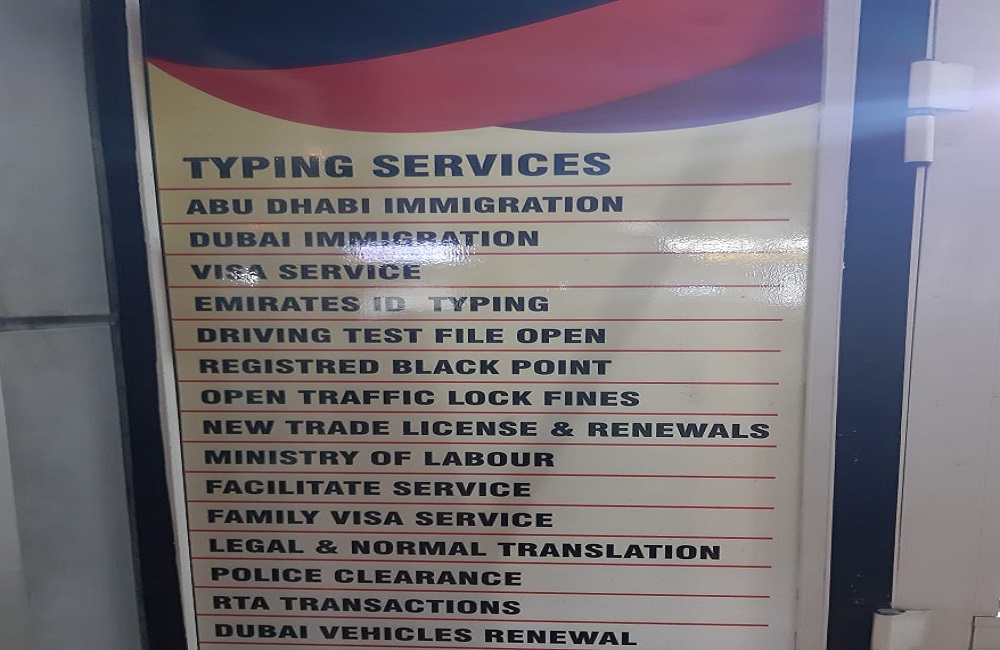 TYPING SERVICES
ABU DHABI IMMIGRATION
DUBAI IMMIGRATION
VISA SERVICE
EMIRATES ID TYPING
DRIVING TEST FILE OPEN
REGISTRED BLACK POINT
OPEN TRAFFIC LOCK FINES
NEW TRADE LICENSE & RENEWALS
MINISTRY OF LABOUR
FACILITATE SERVICE
FAMILY VISA SERVICE
LEGAL & NORMAL TRANSLATION
POLICE CLEARANCE
RTA TRANSACTIONS
DUBAI VEHICLES RENEWAL